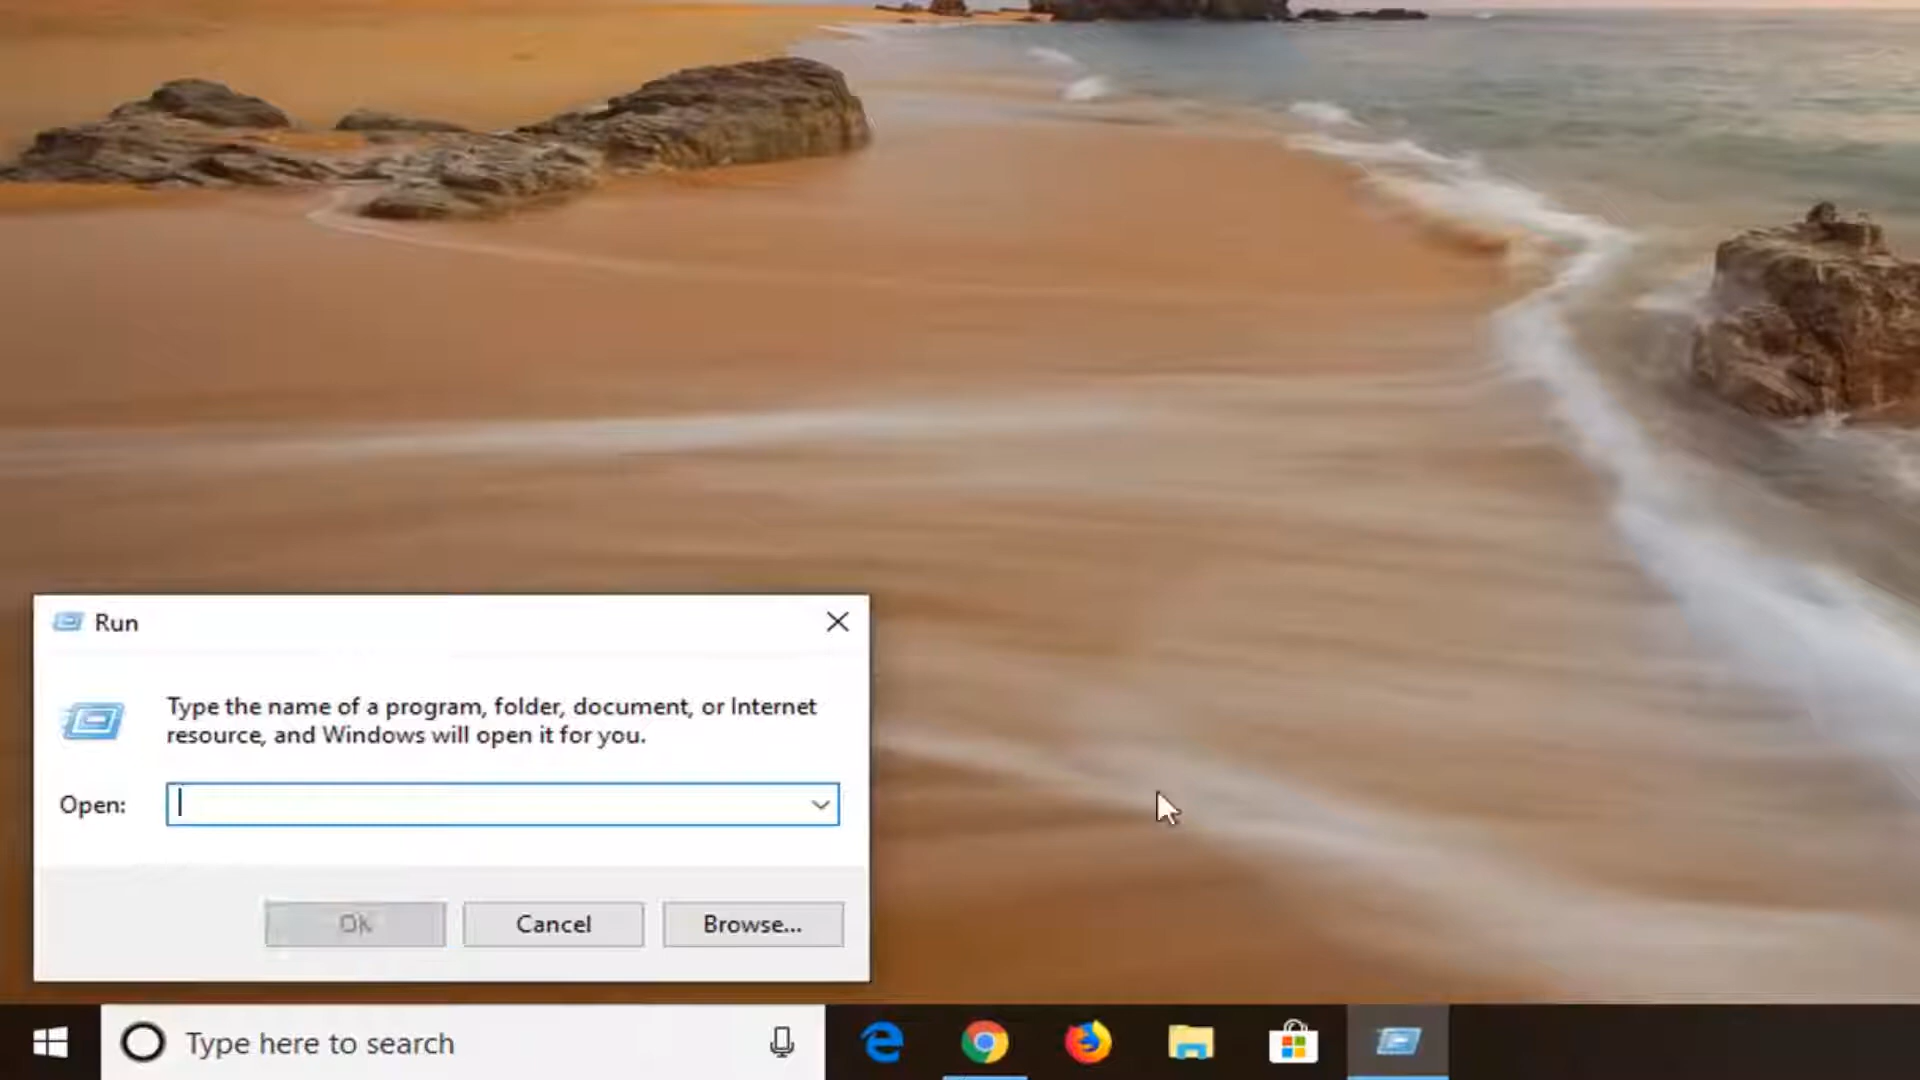 Run
Type the name of a program, folder, document, or Internet
resource, and Windows will open it for you.
Open:
OK
Cancel
Browse...
Type here to search